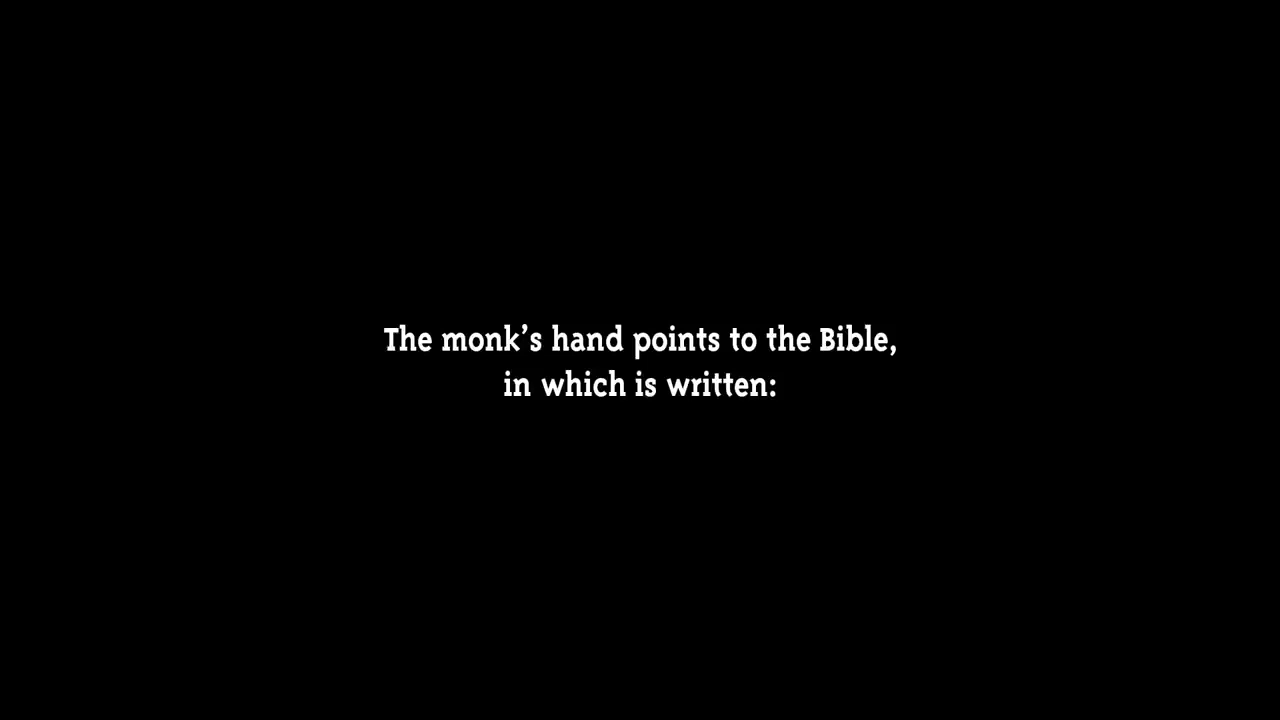 The monk’s hand points to the Bible,
in which is written: